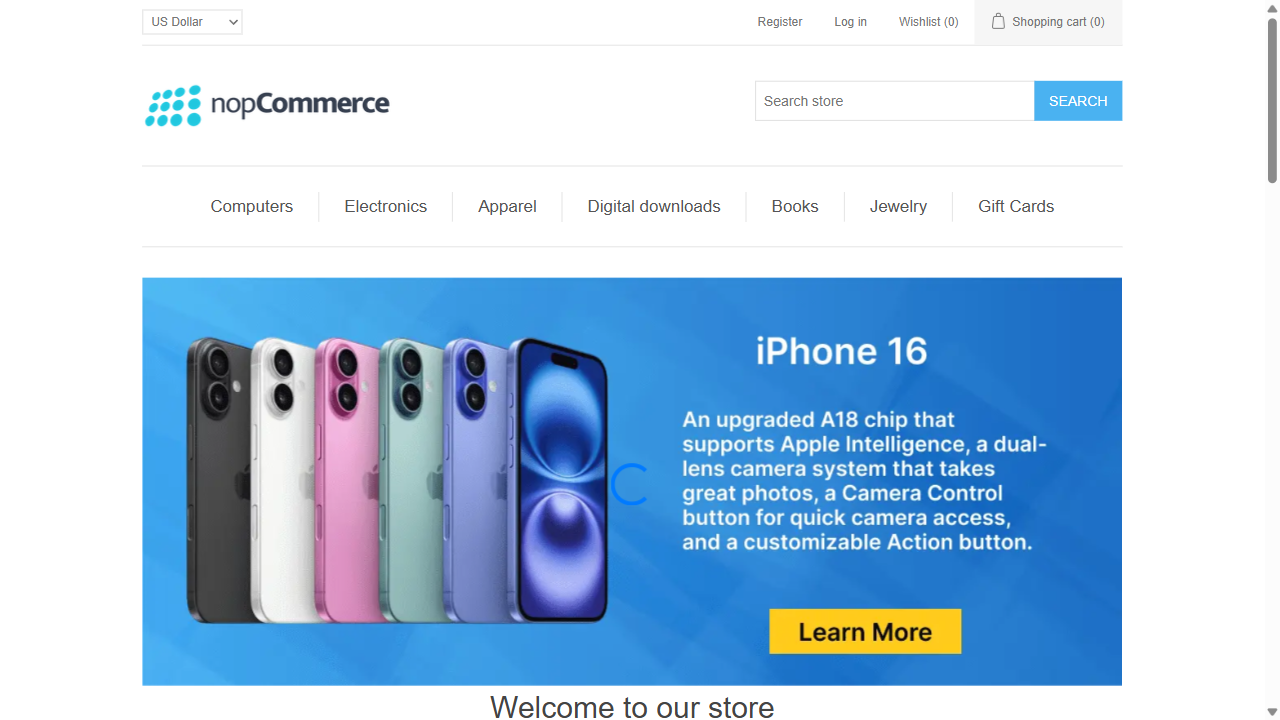 US Dollar
Register
Log in
Wishlist (0)
Shopping cart (0)
nopCommerce
Search store
SEARCH
Computers
Electronics
Apparel
Digital downloads
Books
Jewelry
Gift Cards
iPhone 16
An upgraded A18 chip that
supports Apple Intelligence, a dual-
lens camera system that takes
great photos, a Camera Control
button for quick camera access,
and a customizable Action button.
Learn More
Welcome to our store